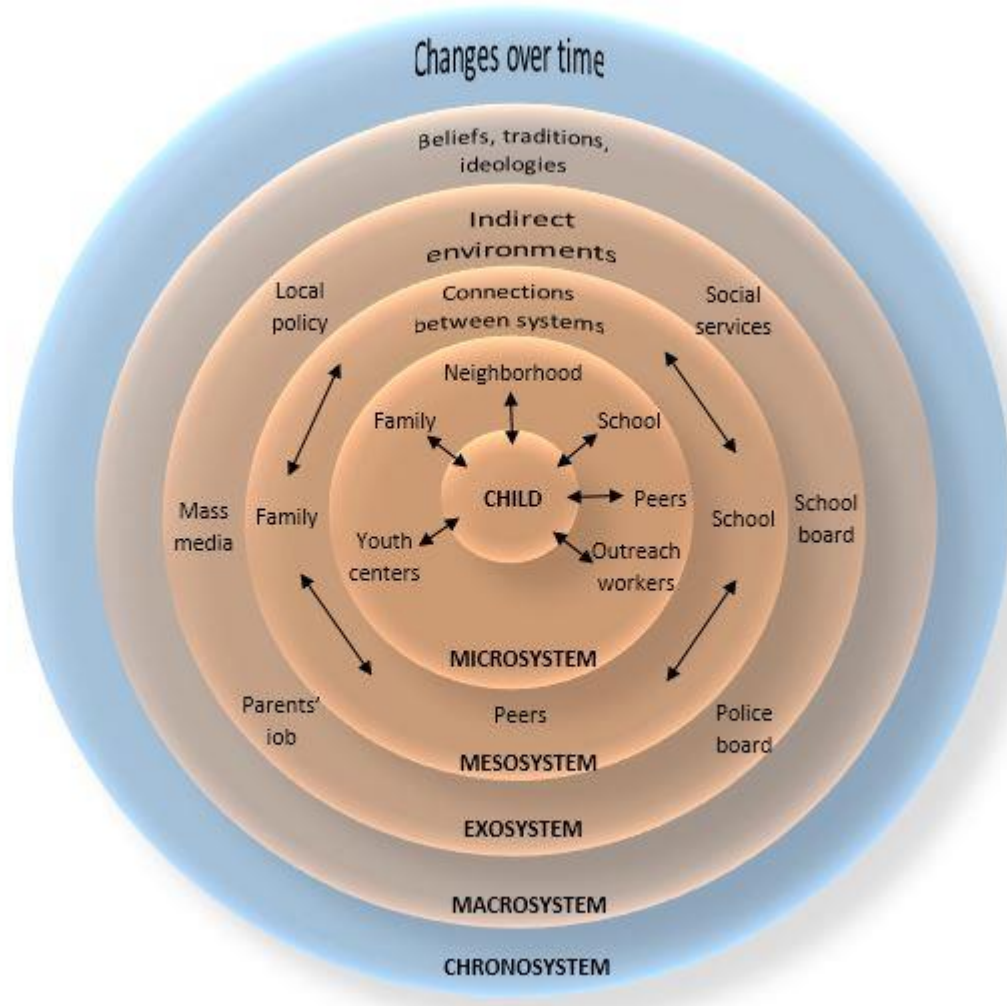 Changes over time
Beliefs, traditions,
ideologies
Indirect
environments
Local
policy
Social
services
Connections
between systems
Neighborhood
Family
School
Mass
media
Family
CHILD
Peers
School
School
board
Youth
centers
Outreach
workers
MICROSYSTEM
Parents'
iob
Peers
Police
board
MESOSYSTEM
EXOSYSTEM
MACROSYSTEM
CHRONOSYSTEM